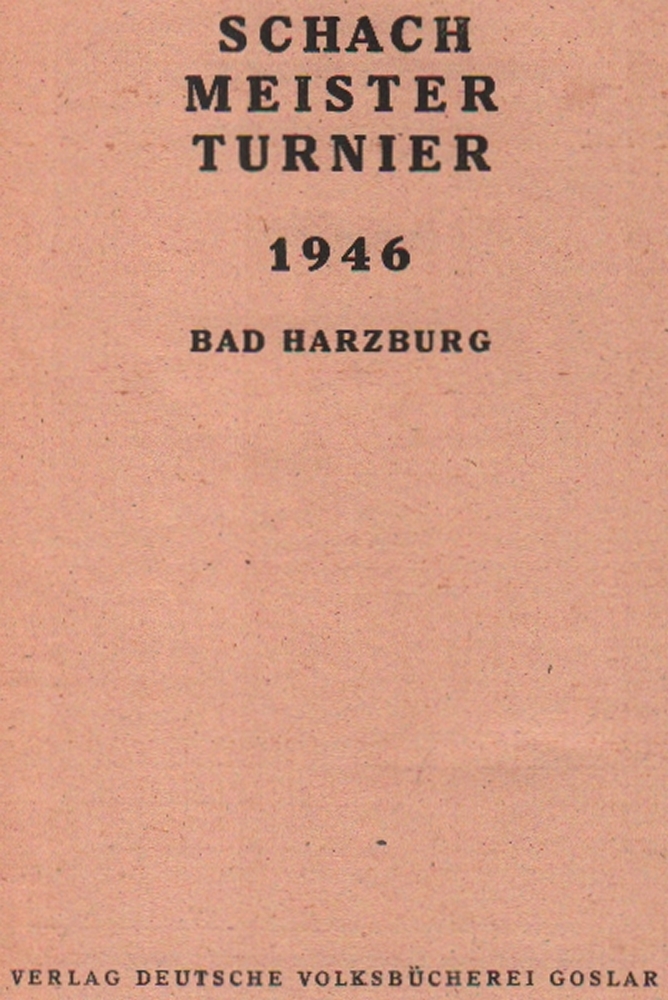 SCHACH
MEISTER
TURNIER
1946
BAD HARZBURG
VERLAG DEUTSCHE VOLKSBÜCHEREI GOSLAR